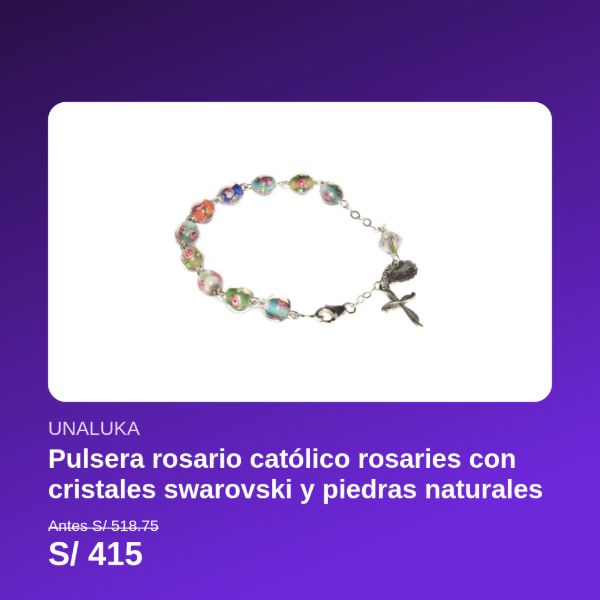 UNALUKA
Pulsera rosario católico rosaries con
cristales swarovski y piedras naturales
Antes S/ 518.75
S/ 415